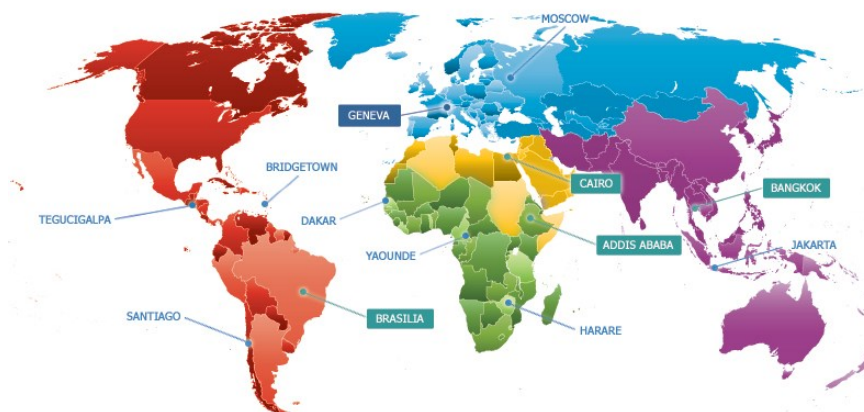 MOSCOW
GENEVA
BRIDGETOWN
CAIRO
BANGKOK
TEGUCIGALPA
DAKAR
YAOUNDE
ADDIS ABABA
JAKARTA
SANTIAGO
BRASILIA
HARARE